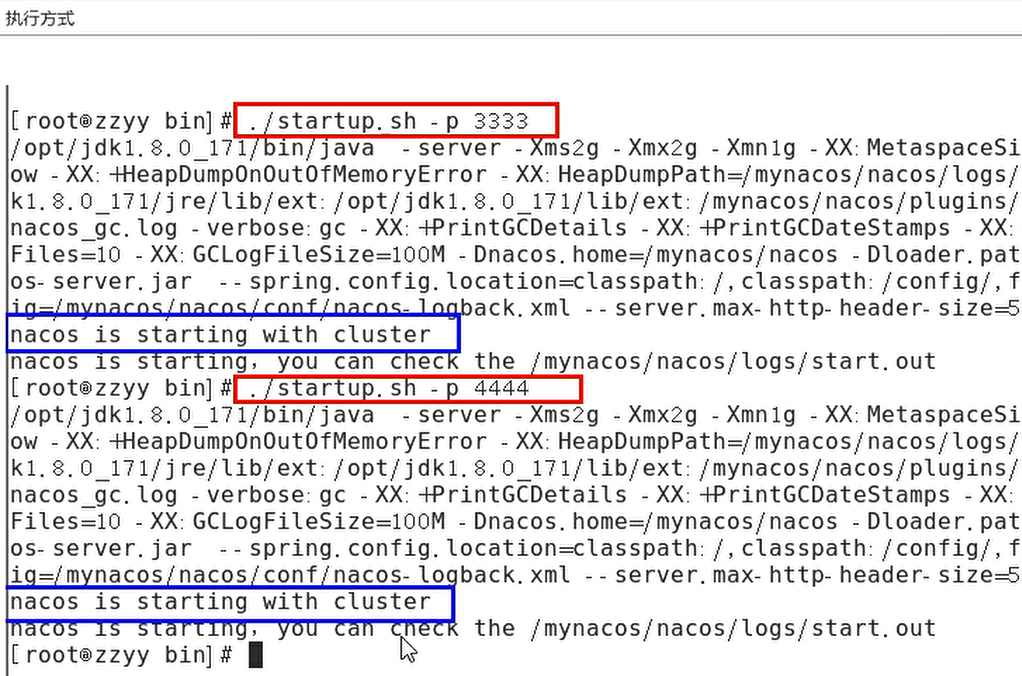 执行方式
[root@zzyy bin]# ./startup.sh -p 3333
/opt/jdk1.8.0_171/bin/java  -server -Xms2g -Xmx2g -Xmn1g -XX:MetaspaceSi
ow -XX:+HeapDumpOnOutOfMemoryError -XX:HeapDumpPath=/mynacos/nacos/logs/
k1.8.0_171/jre/lib/ext:/opt/jdk1.8.0_171/lib/ext:/mynacos/nacos/plugins/
nacos_gc.log -verbose:gc -XX:+PrintGCDetails -XX:+PrintGCDateStamps -XX:
Files=10 -XX:GCLogFileSize=100M -Dnacos.home=/mynacos/nacos -Dloader.pat
os-server.jar  --spring.config.location=classpath:/,classpath:/config/,f
ig=/mynacos/nacos/conf/nacos-logback.xml --server.max-http-header-size=5
nacos is starting with cluster
nacos is starting, you can check the /mynacos/nacos/logs/start.out
[root@zzyy bin]# ./startup.sh -p 4444
/opt/jdk1.8.0_171/bin/java  -server -Xms2g -Xmx2g -Xmn1g -XX:MetaspaceSi
ow -XX:+HeapDumpOnOutOfMemoryError -XX:HeapDumpPath=/mynacos/nacos/logs/
k1.8.0_171/jre/lib/ext:/opt/jdk1.8.0_171/lib/ext:/mynacos/nacos/plugins/
nacos_gc.log -verbose:gc -XX:+PrintGCDetails -XX:+PrintGCDateStamps -XX:
Files=10 -XX:GCLogFileSize=100M -Dnacos.home=/mynacos/nacos -Dloader.pat
os-server.jar  --spring.config.location=classpath:/,classpath:/config/,f
ig=/mynacos/nacos/conf/nacos-logback.xml --server.max-http-header-size=5
nacos is starting with cluster
nacos is starting, you can check the /mynacos/nacos/logs/start.out
[root@zzyy bin]#